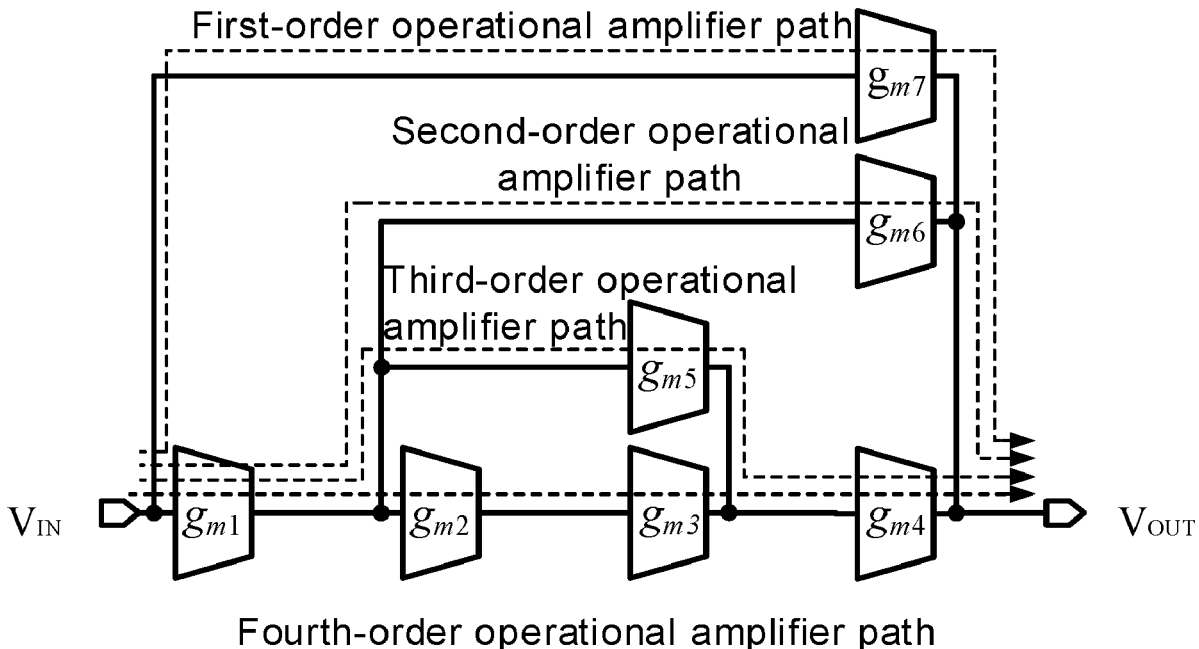 First-order operational amplifier path
gm7
Second-order operational
amplifier path
gm6
Third-order operational
amplifier path
gm5
VIN
gm1
gm2
gm3
gm4
VOUT
Fourth-order operational amplifier path